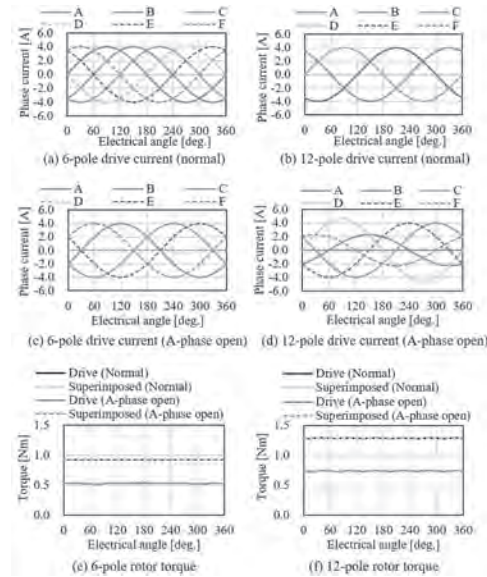 A B C
D E F
Phase current [A]
6.0
4.0
2.0
0.0
-2.0
-4.0
-6.0
0 60 120 180 240 300 360
Electrical angle [deg.]
(a) 6-pole drive current (normal)
A B C
D E F
Phase current [A]
6.0
4.0
2.0
0.0
-2.0
-4.0
-6.0
0 60 120 180 240 300 360
Electrical angle [deg.]
(b) 12-pole drive current (normal)
A B C
D E F
Phase current [A]
6.0
4.0
2.0
0.0
-2.0
-4.0
-6.0
0 60 120 180 240 300 360
Electrical angle [deg.]
(c) 6-pole drive current (A-phase open)
A B C
D E F
Phase current [A]
6.0
4.0
2.0
0.0
-2.0
-4.0
-6.0
0 60 120 180 240 300 360
Electrical angle [deg.]
(d) 12-pole drive current (A-phase open)
Drive (Normal)
Superimposed (Normal)
Drive (A-phase open)
Superimposed (A-phase open)
Torque [Nm]
1.5
1.0
0.5
0.0
0 60 120 180 240 300 360
Electrical angle [deg.]
(e) 6-pole rotor torque
Drive (Normal)
Superimposed (Normal)
Drive (A-phase open)
Superimposed (A-phase open)
Torque [Nm]
1.5
1.0
0.5
0.0
0 60 120 180 240 300 360
Electrical angle [deg.]
(f) 12-pole rotor torque